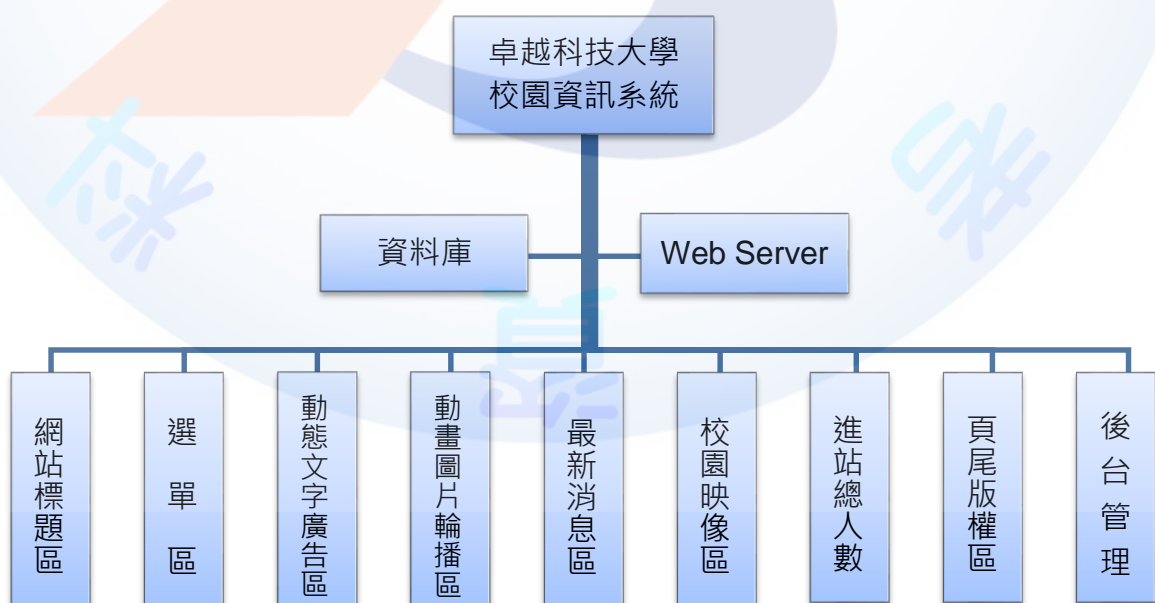 卓越科技大學
校園資訊系統
資料庫
Web Server
網站標題區
選單區
動態文字廣告區
動畫圖片輪播區
最新消息區
校園映像區
進站總人數
頁尾版權區
後台管理